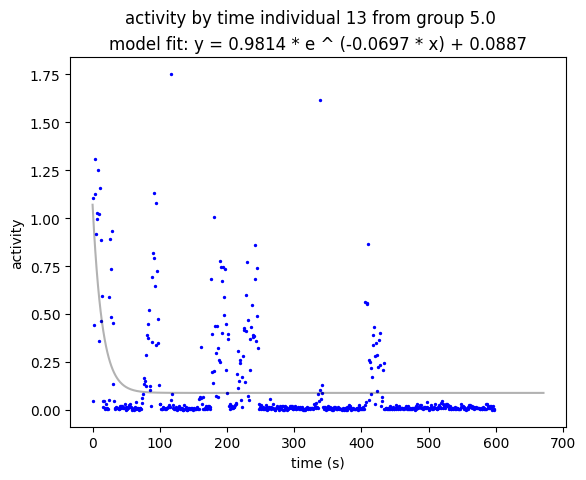 activity by time individual 13 from group 5.0
model fit: y = 0.9814 * e ^ (-0.0697 * x) + 0.0887
1.75
1.50
1.25
1.00
0.75
0.50
0.25
0.00
activity
0 100 200 300 400 500 600 700
time (s)